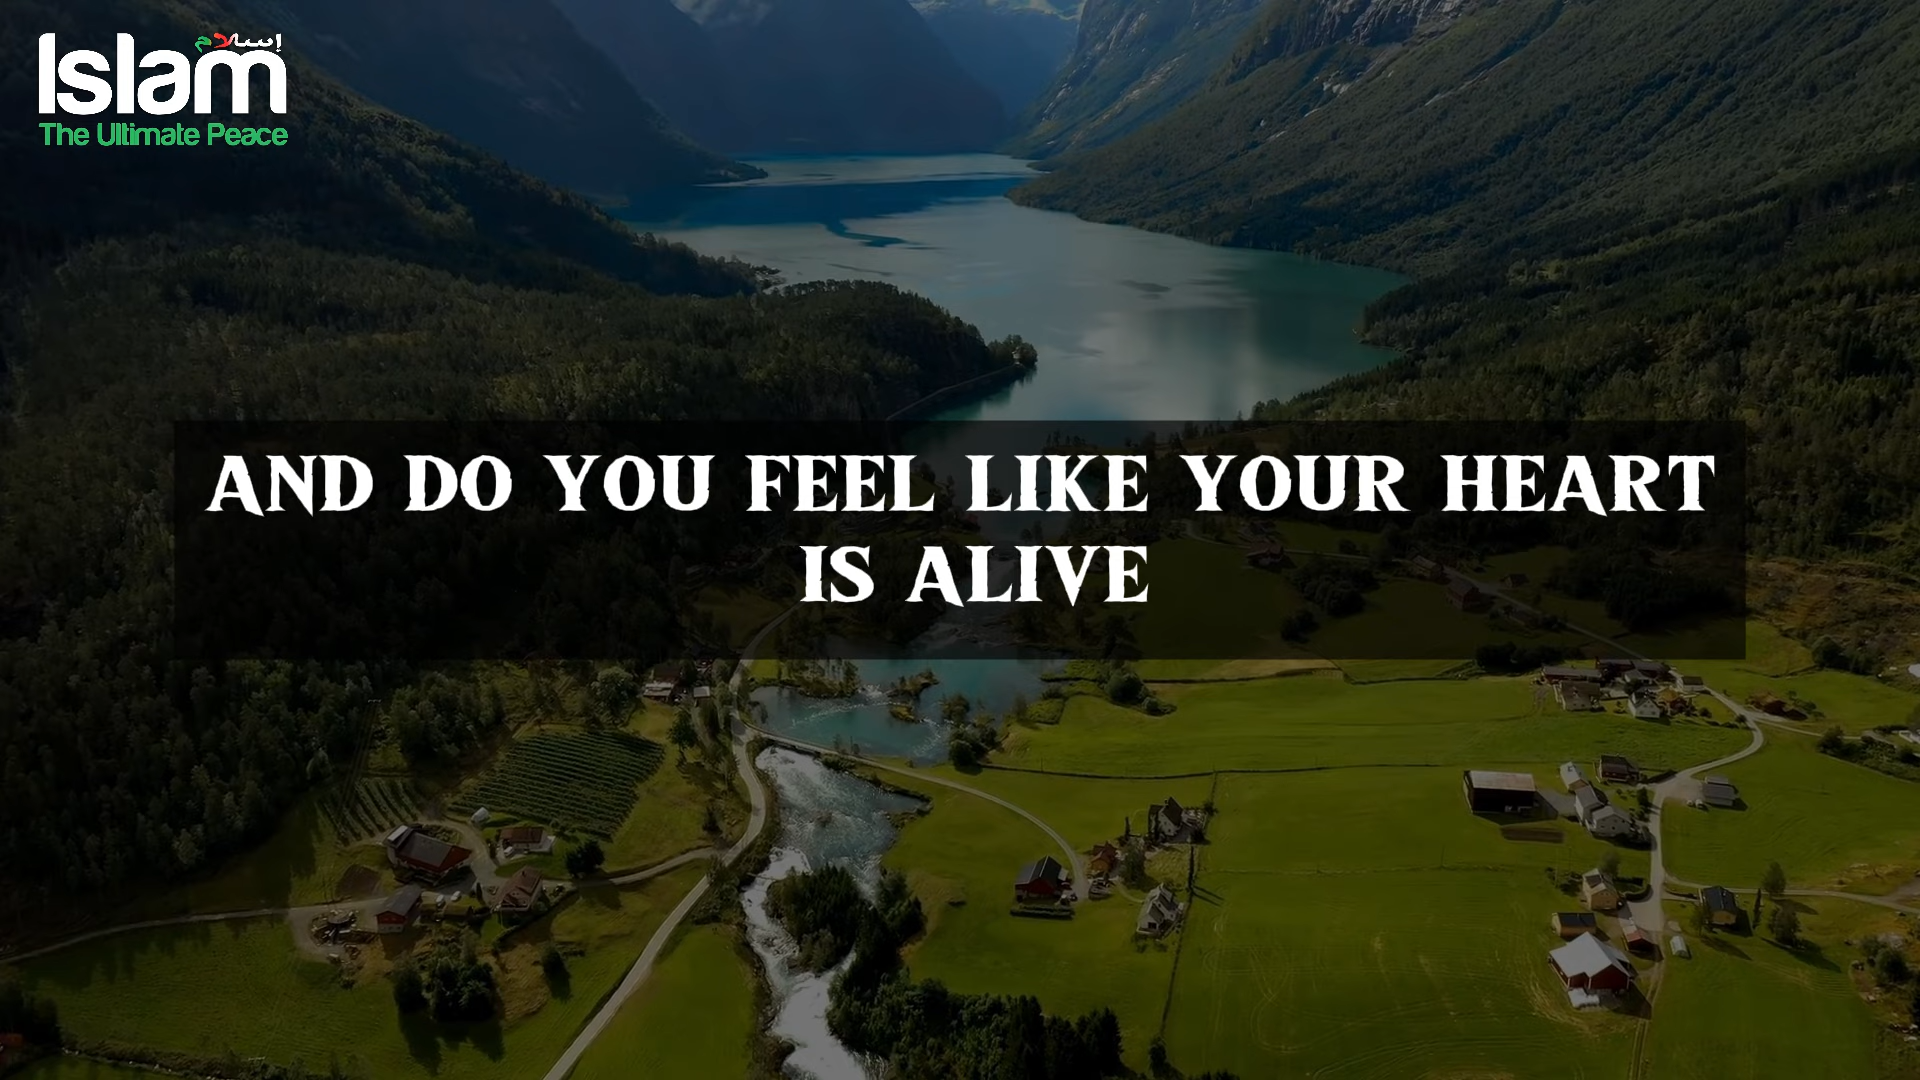 إسلام
Islam
The Ultimate Peace
AND DO YOU FEEL LIKE YOUR HEART
IS ALIVE